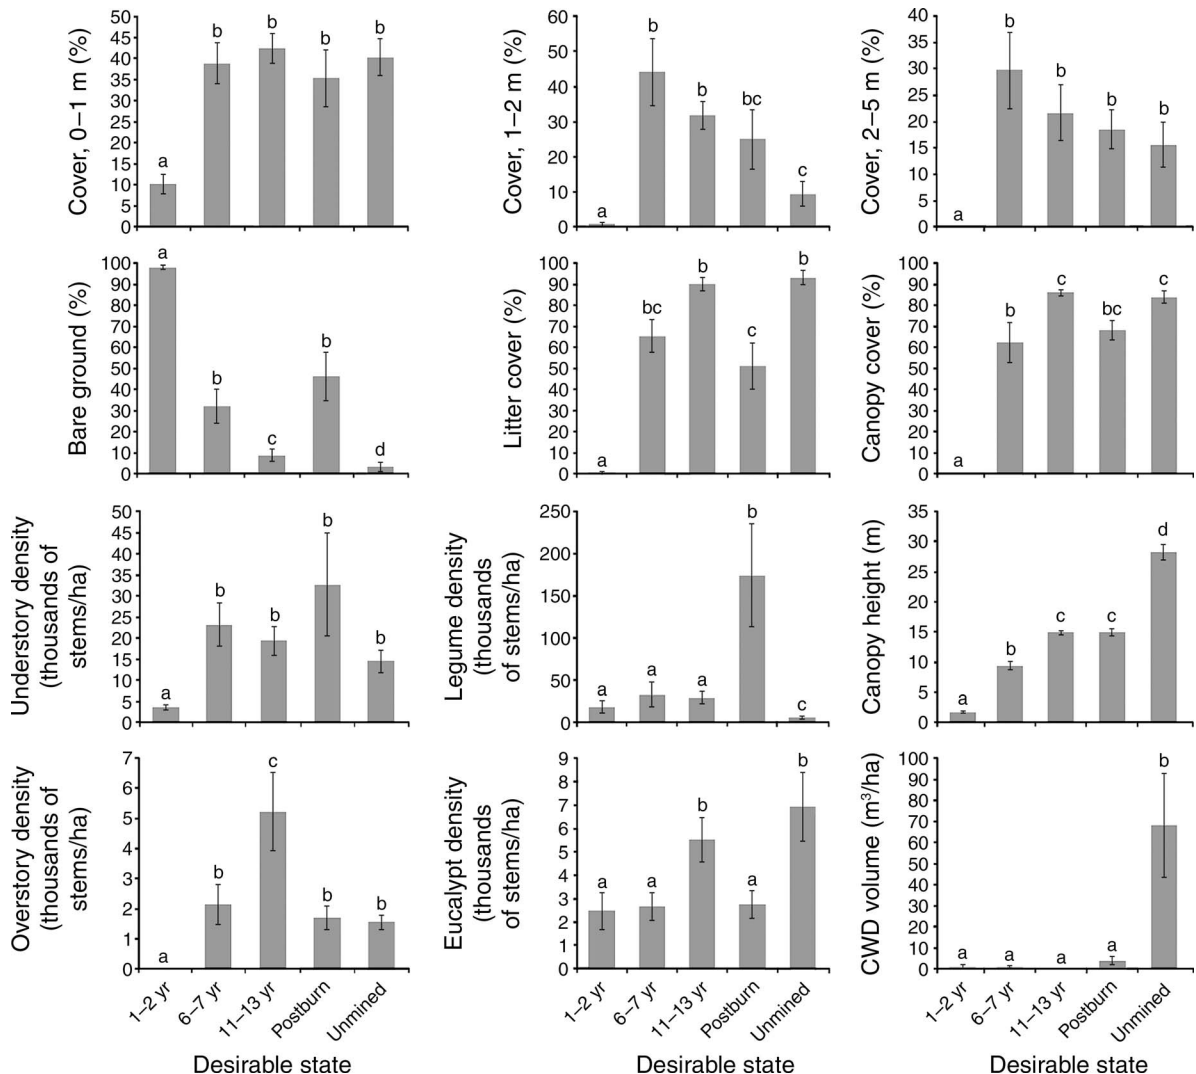 Cover, 0–1 m (%)
50
45
40
35
30
25
20
15
10
5
0
a
b
b
b
b
Cover, 1–2 m (%)
60
50
40
30
20
10
0
a
b
b
bc
c
Cover, 2–5 m (%)
40
35
30
25
20
15
10
5
0
a
b
b
b
b
Bare ground (%)
100
90
80
70
60
50
40
30
20
10
0
a
b
c
b
d
Litter cover (%)
100
90
80
70
60
50
40
30
20
10
0
a
bc
b
c
b
Canopy cover (%)
100
90
80
70
60
50
40
30
20
10
0
a
b
c
bc
c
Understory density
(thousands of
stems/ha)
50
45
40
35
30
25
20
15
10
5
0
a
b
b
b
b
Legume density
(thousands
of stems/ha)
250
200
150
100
50
0
a
a
a
b
c
Canopy height (m)
35
30
25
20
15
10
5
0
a
b
c
c
d
Overstory density
(thousands of
stems/ha)
7
6
5
4
3
2
1
0
a
b
c
b
b
1–2 yr
6–7 yr
11–13 yr
Postburn
Unmined
Desirable state
Eucalypt density
(thousands
of stems/ha)
9
8
7
6
5
4
3
2
1
0
a
a
b
a
b
1–2 yr
6–7 yr
11–13 yr
Postburn
Unmined
Desirable state
CWD volume (m³/ha)
100
90
80
70
60
50
40
30
20
10
0
a
a
a
a
b
1–2 yr
6–7 yr
11–13 yr
Postburn
Unmined
Desirable state